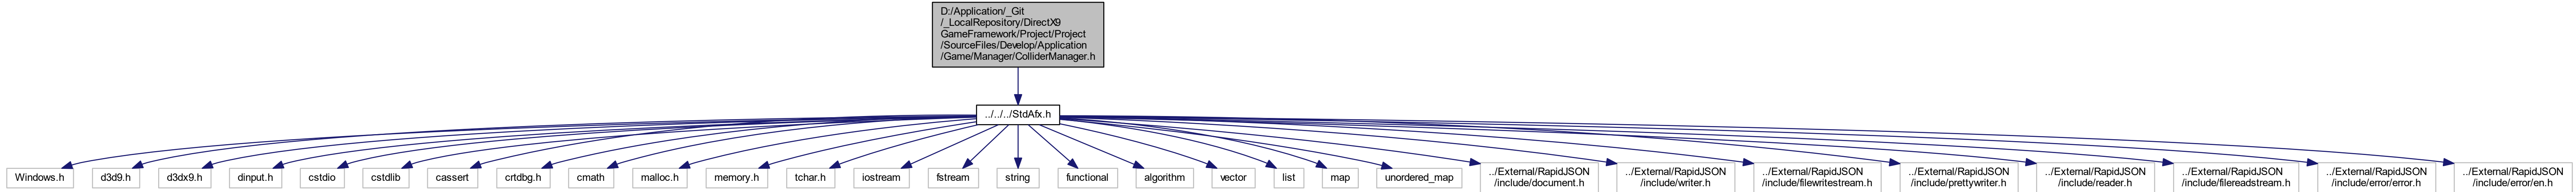 D:/Application/_Git
/_LocalRepository/DirectX9
GameFramework/Project/Project
/SourceFiles/Develop/Application
/Game/Manager/ColliderManager.h
../../../StdAfx.h
Windows.h
d3d9.h
d3dx9.h
dinput.h
cstdio
cstdlib
cassert
crtdbg.h
cmath
malloc.h
memory.h
tchar.h
iostream
fstream
string
functional
algorithm
vector
list
map
unordered_map
../External/RapidJSON
/include/document.h
../External/RapidJSON
/include/writer.h
../External/RapidJSON
/include/filewritestream.h
../External/RapidJSON
/include/prettywriter.h
../External/RapidJSON
/include/reader.h
../External/RapidJSON
/include/filereadstream.h
../External/RapidJSON
/include/error/error.h
../External/RapidJSON
/include/error/en.h